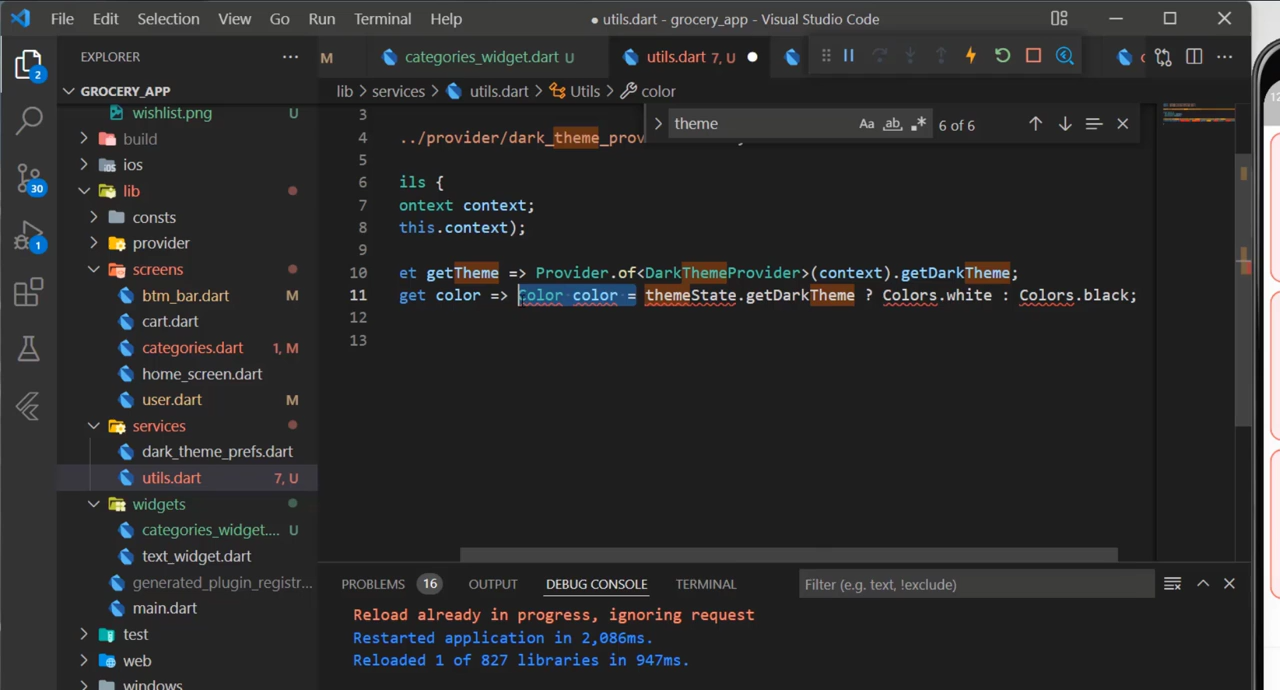 File Edit Selection View Go Run Terminal Help
● utils.dart - grocery_app - Visual Studio Code
EXPLORER ···
M
categories_widget.dart U
utils.dart 7, U ●
lib > services > utils.dart > Utils > color
theme Aa ab .* 6 of 6
GROCERY_APP
wishlist.png U
build
ios
lib
consts
provider
screens
btm_bar.dart M
cart.dart
categories.dart 1, M
home_screen.dart
user.dart M
services
dark_theme_prefs.dart
utils.dart 7, U
widgets
categories_widget.... U
text_widget.dart
generated_plugin_registr...
main.dart
test
web
windows
2
30
1
3
4 ../provider/dark_theme_prov
5
6 ils {
7 ontext context;
8 this.context);
9
10 et getTheme => Provider.of<DarkThemeProvider>(context).getDarkTheme;
11 get color => Color color = themeState.getDarkTheme ? Colors.white : Colors.black;
12
13
PROBLEMS 16 OUTPUT DEBUG CONSOLE TERMINAL
Filter (e.g. text, !exclude)
Reload already in progress, ignoring request
Restarted application in 2,086ms.
Reloaded 1 of 827 libraries in 947ms.